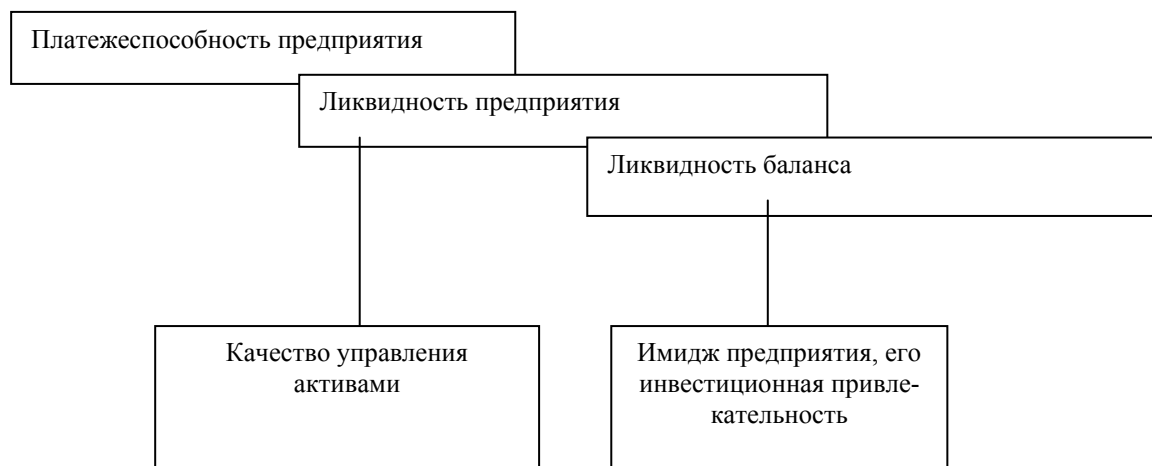 Платежеспособность предприятия
Ликвидность предприятия
Ликвидность баланса
Качество управления
активами
Имидж предприятия, его
инвестиционная привле-
кательность